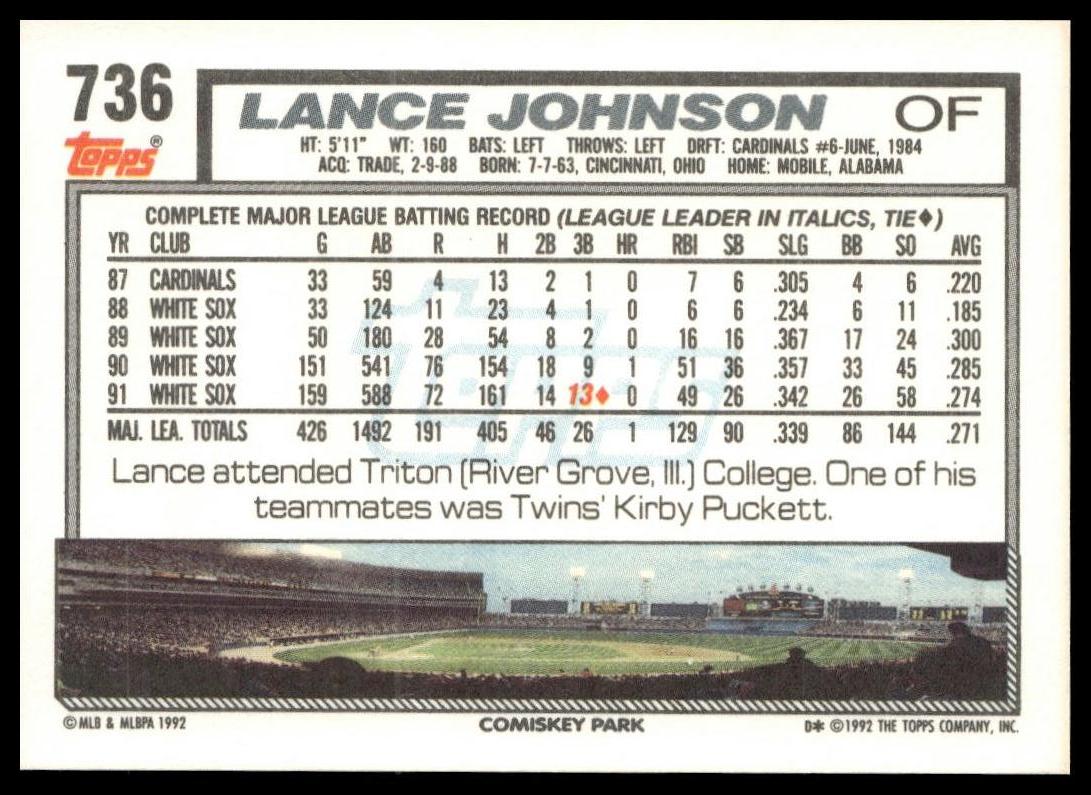 736
LANCE JOHNSON OF
topps®
HT: 5'11" WT: 160 BATS: LEFT THROWS: LEFT DRFT: CARDINALS #6-JUNE, 1984
ACQ: TRADE, 2-9-88 BORN: 7-7-63, CINCINNATI, OHIO HOME: MOBILE, ALABAMA
COMPLETE MAJOR LEAGUE BATTING RECORD (LEAGUE LEADER IN ITALICS, TIE♦)
YR CLUB G AB R H 2B 3B HR RBI SB SLG BB SO AVG
87 CARDINALS 33 59 4 13 2 1 0 7 6 .305 4 6 .220
88 WHITE SOX 33 124 11 23 4 1 0 6 6 .234 6 11 .185
89 WHITE SOX 50 180 28 54 8 2 0 16 16 .367 17 24 .300
90 WHITE SOX 151 541 76 154 18 9 1 51 36 .357 33 45 .285
91 WHITE SOX 159 588 72 161 14 13♦ 0 49 26 .342 26 58 .274
MAJ. LEA. TOTALS 426 1492 191 405 46 26 1 129 90 .339 86 144 .271
topps
Lance attended Triton (River Grove, Ill.) College. One of his
teammates was Twins' Kirby Puckett.
© MLB & MLBPA 1992 COMISKEY PARK D* © 1992 THE TOPPS COMPANY, INC.